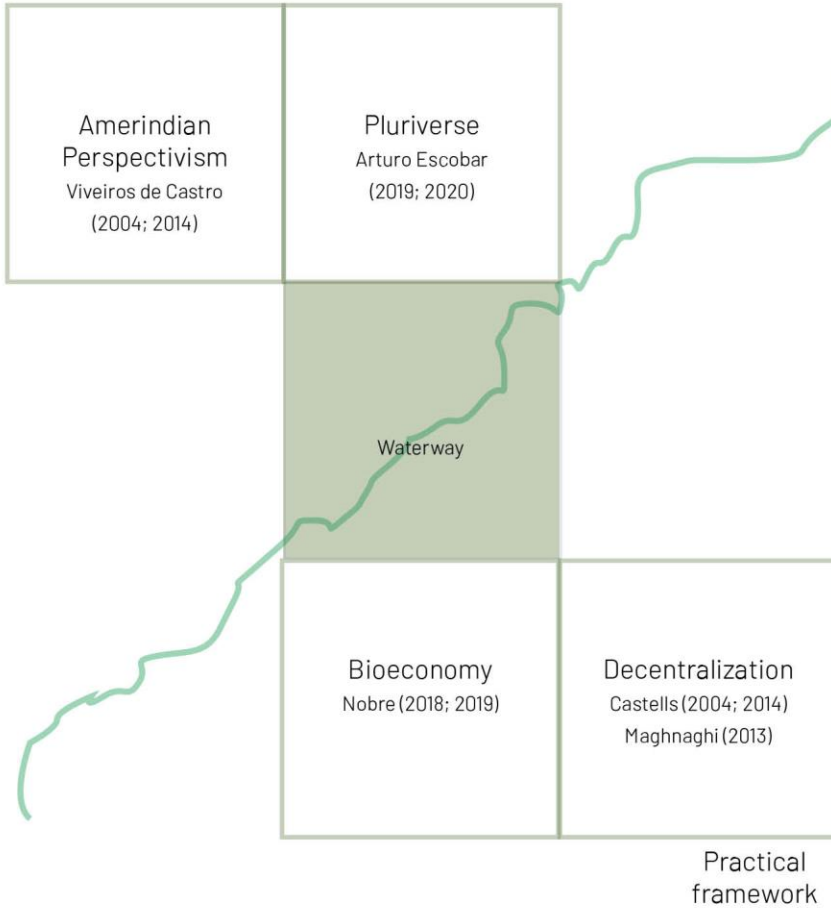 Amerindian
Perspectivism
Viveiros de Castro
(2004; 2014)
Pluriverse
Arturo Escobar
(2019; 2020)
Waterway
Bioeconomy
Nobre (2018; 2019)
Decentralization
Castells (2004; 2014)
Maghnaghi (2013)
Practical
framework